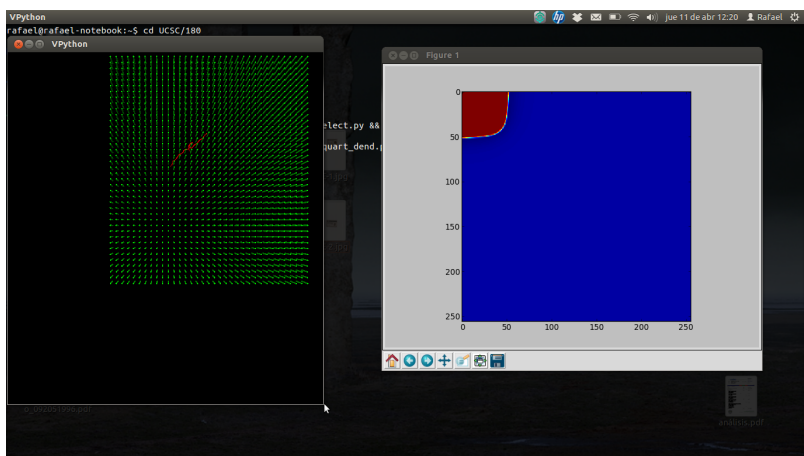 VPython
jue 11 de abr 12:20 Rafael
rafael@rafael-notebook:~$ cd UCSC/180
VPython
Figure 1
elect.py &&
quart_dend.p
0
50
100
150
200
250
0 50 100 150 200 250
analisis.pdf